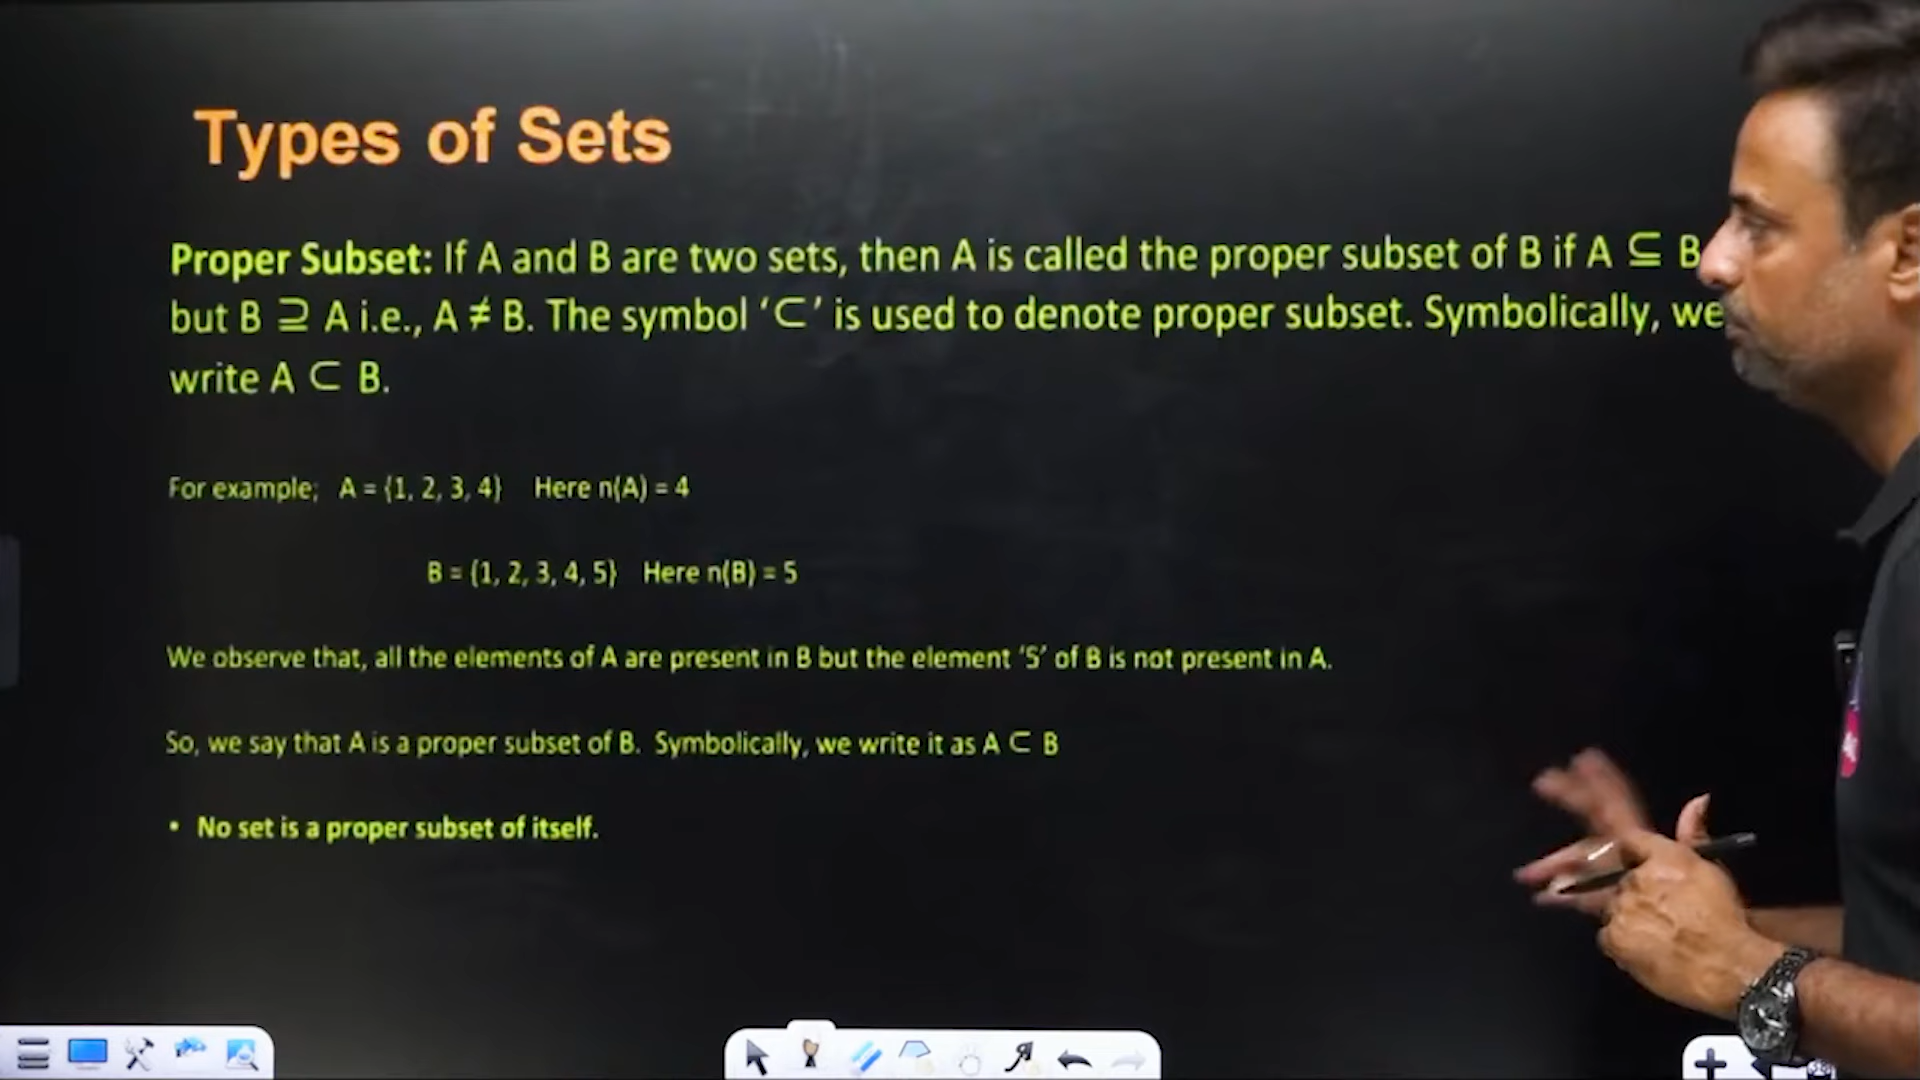 Types of Sets
Proper Subset: If A and B are two sets, then A is called the proper subset of B if A ⊆ B
but B ⊇ A i.e., A ≠ B. The symbol ‘⊂’ is used to denote proper subset. Symbolically, we
write A ⊂ B.
For example; A = {1, 2, 3, 4} Here n(A) = 4
B = {1, 2, 3, 4, 5} Here n(B) = 5
We observe that, all the elements of A are present in B but the element ‘5’ of B is not present in A.
So, we say that A is a proper subset of B. Symbolically, we write it as A ⊂ B
• No set is a proper subset of itself.